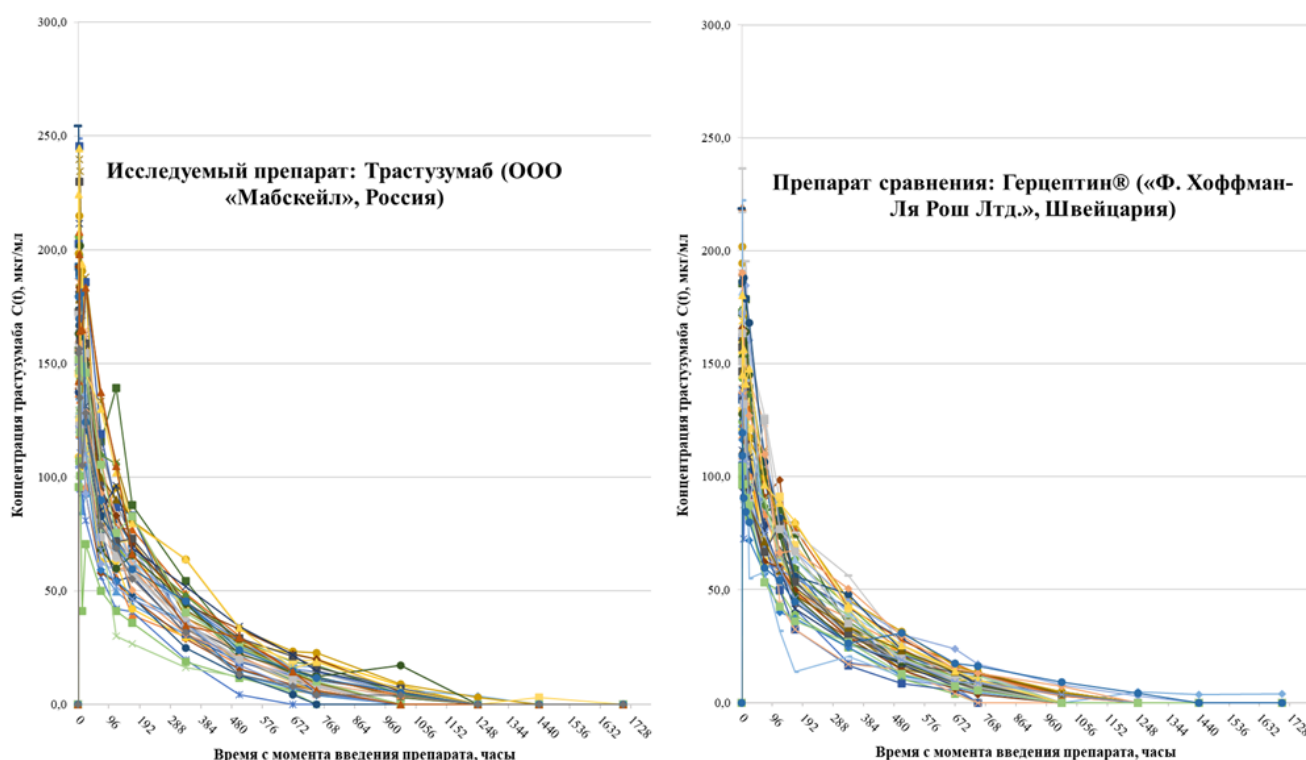 300,0
250,0
200,0
150,0
100,0
50,0
0,0
Концентрация трастузумаба C(t), мкг/мл
Исследуемый препарат: Трастузумаб (ООО
«Мабскейл», Россия)
0 96 192 288 384 480 576 672 768 864 960 1056 1152 1248 1344 1440 1536 1632 1728
Время с момента введения препарата, часы
300,0
250,0
200,0
150,0
100,0
50,0
0,0
Концентрация трастузумаба C(t), мкг/мл
Препарат сравнения: Герцептин® («Ф. Хоффман-
Ля Рош Лтд.», Швейцария)
0 96 192 288 384 480 576 672 768 864 960 1056 1152 1248 1344 1440 1536 1632 1728
Время с момента введения препарата, часы